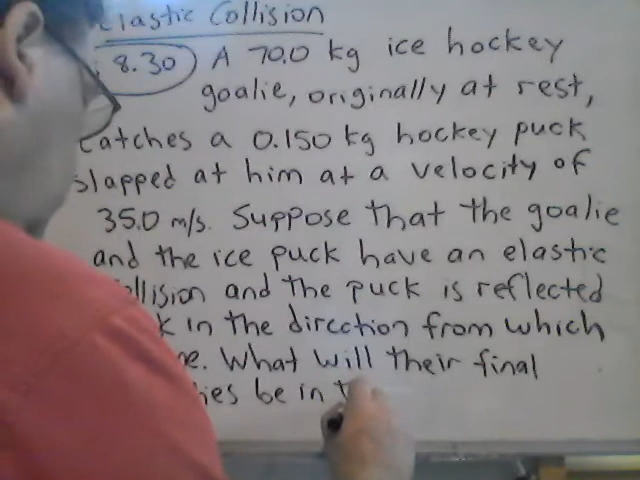 Elastic Collision
8.30) A 70.0 kg ice hockey
goalie, originally at rest,
catches a 0.150 kg hockey puck
slapped at him at a velocity of
35.0 m/s. Suppose that the goalie
and the ice puck have an elastic
collision and the puck is reflected
in the direction from which
What will their final
be in